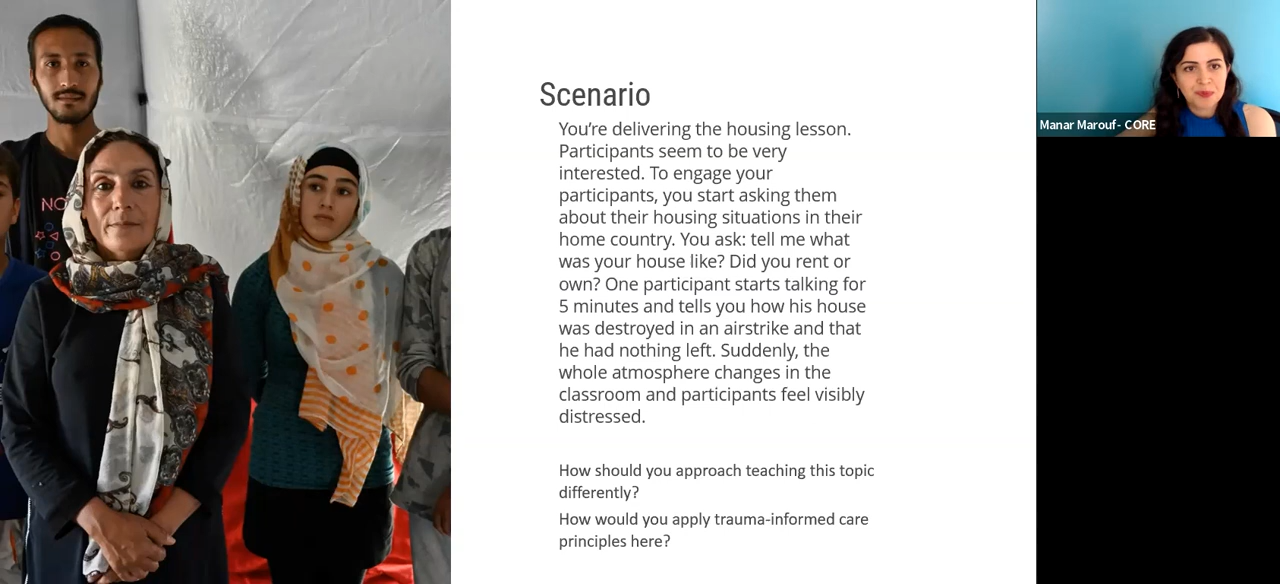 NO
Scenario
You’re delivering the housing lesson.
Participants seem to be very
interested. To engage your
participants, you start asking them
about their housing situations in their
home country. You ask: tell me what
was your house like? Did you rent or
own? One participant starts talking for
5 minutes and tells you how his house
was destroyed in an airstrike and that
he had nothing left. Suddenly, the
whole atmosphere changes in the
classroom and participants feel visibly
distressed.
How should you approach teaching this topic
differently?
How would you apply trauma-informed care
principles here?
Manar Marouf- CORE